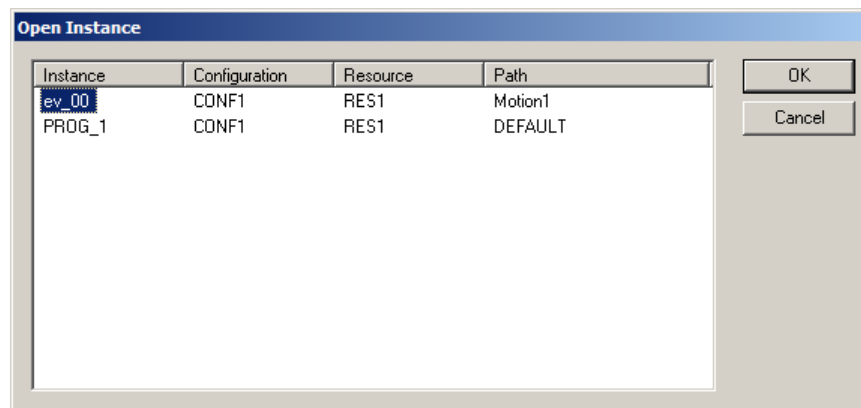 Open Instance
Instance Configuration Resource Path OK
ev_00 CONF1 RES1 Motion1
PROG_1 CONF1 RES1 DEFAULT Cancel